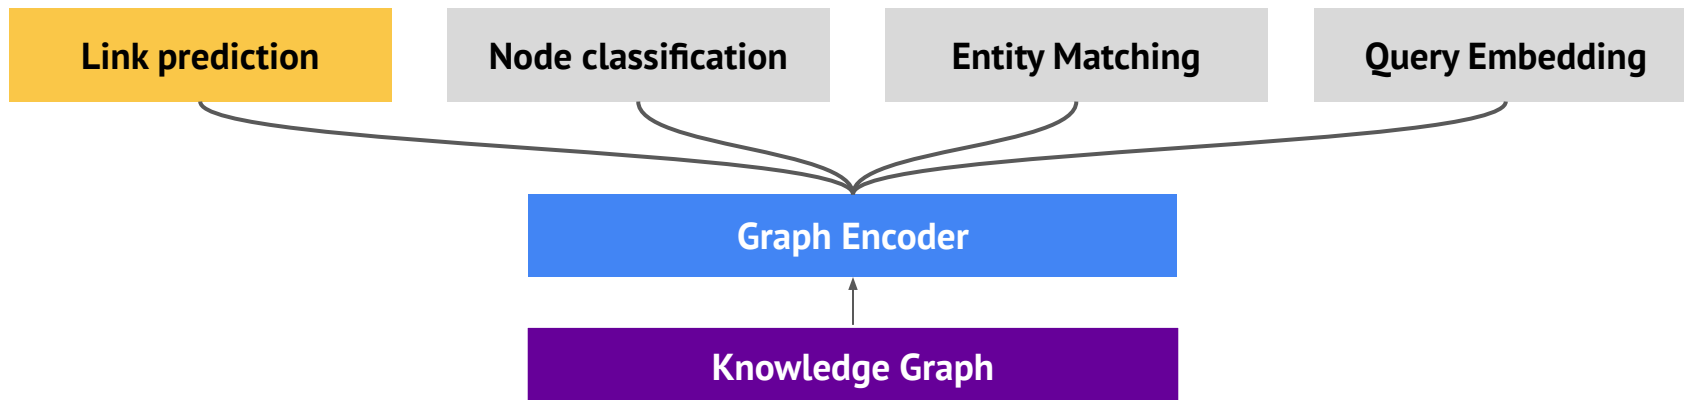 Link prediction
Node classification
Entity Matching
Query Embedding
Graph Encoder
Knowledge Graph